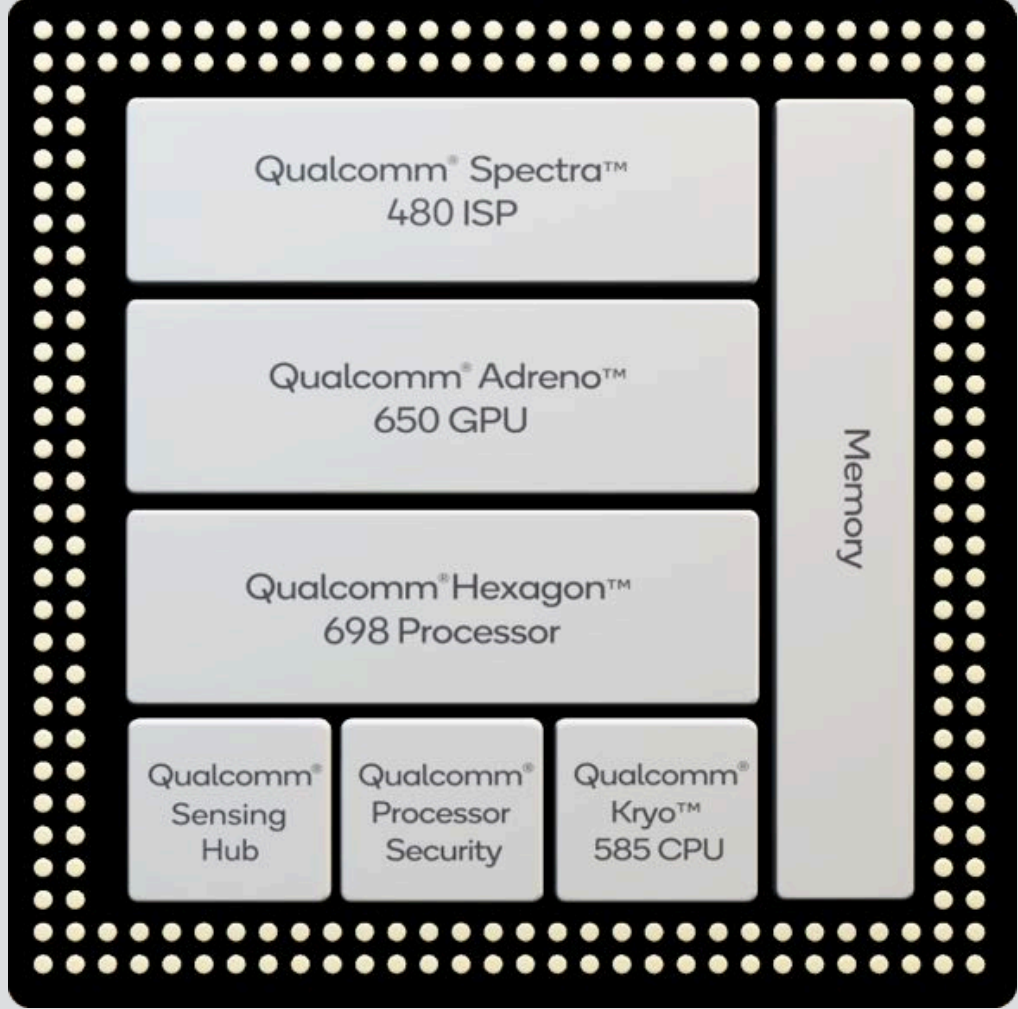 Qualcomm® Spectra™
480 ISP
Qualcomm® Adreno™
650 GPU
Qualcomm® Hexagon™
698 Processor
Qualcomm®
Sensing
Hub
Qualcomm®
Processor
Security
Qualcomm®
Kryo™
585 CPU
Memory